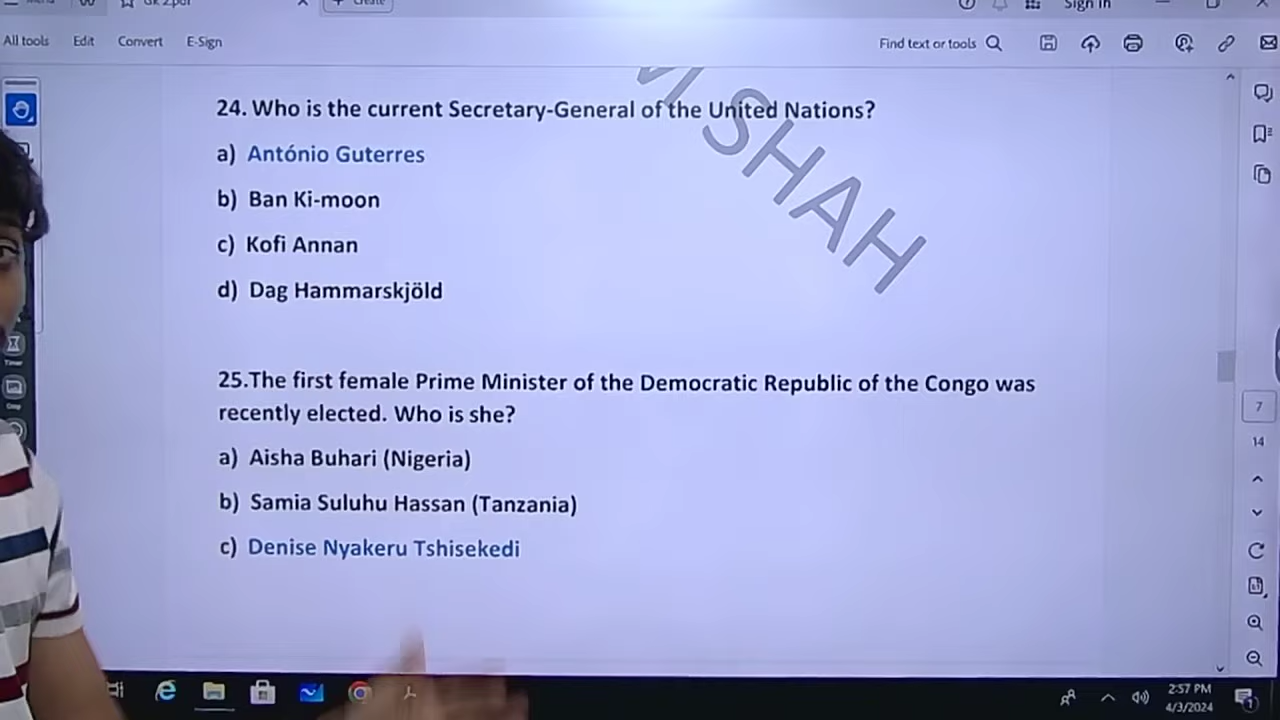 Create
Sign in
All tools Edit Convert E-Sign Find text or tools
24. Who is the current Secretary-General of the United Nations?
a) António Guterres
b) Ban Ki-moon
c) Kofi Annan
d) Dag Hammarskjöld
SHAH
25.The first female Prime Minister of the Democratic Republic of the Congo was
recently elected. Who is she?
a) Aisha Buhari (Nigeria)
b) Samia Suluhu Hassan (Tanzania)
c) Denise Nyakeru Tshisekedi
7
14
Timer
2:57 PM
4/3/2024
1